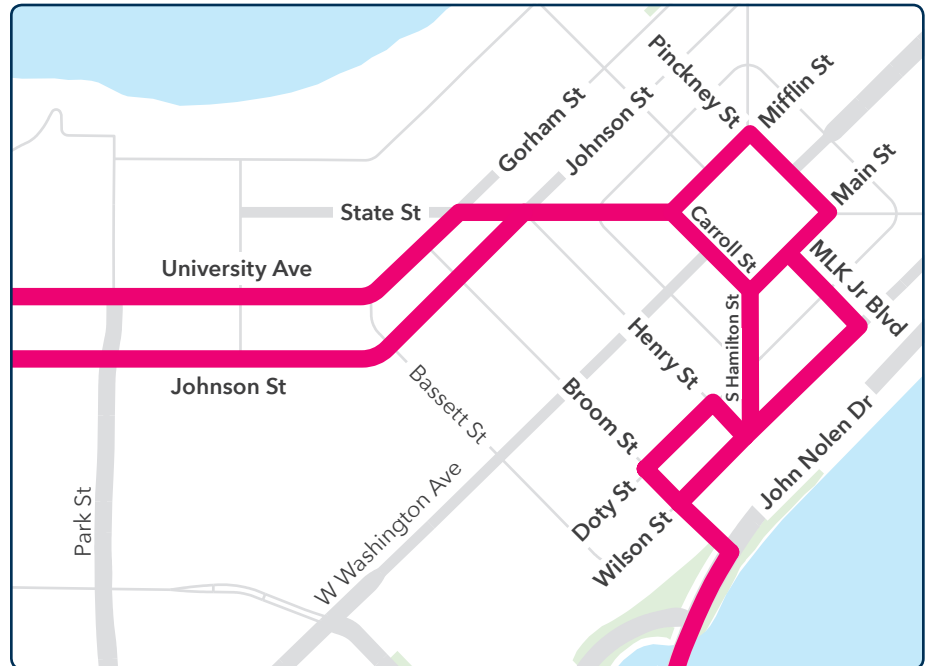 Pinckney St
Mifflin St
Gorham St
Johnson St
Main St
State St
Carroll St
University Ave
MLK Jr Blvd
S Hamilton St
Henry St
Johnson St
Bassett St
Broom St
John Nolen Dr
W Washington Ave
Park St
Doty St
Wilson St